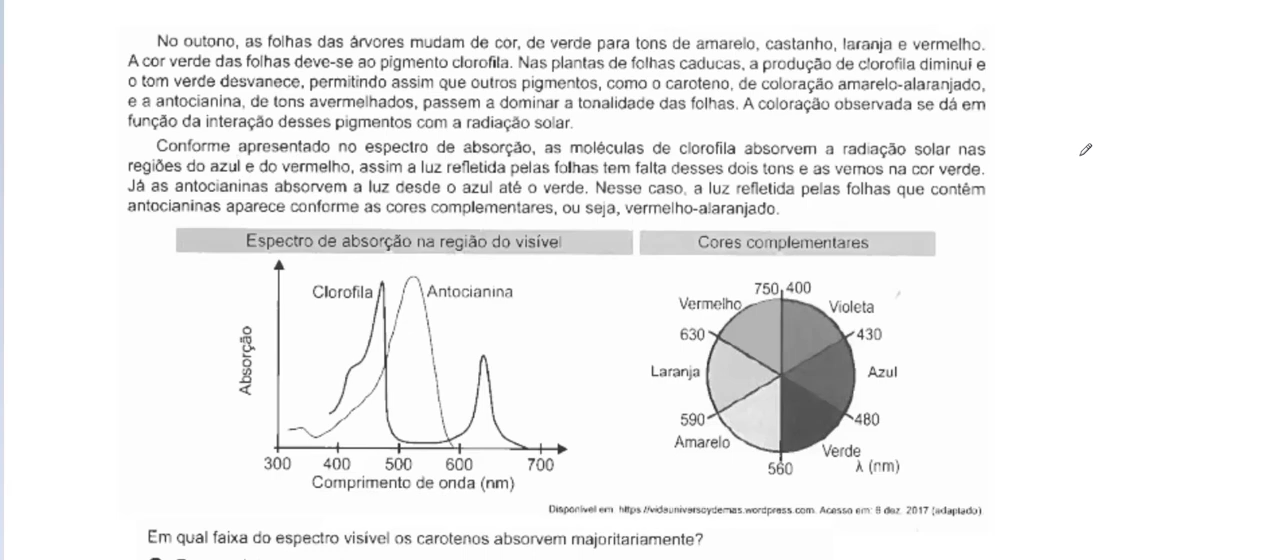 No outono, as folhas das árvores mudam de cor, de verde para tons de amarelo, castanho, laranja e vermelho.
A cor verde das folhas deve-se ao pigmento clorofila. Nas plantas de folhas caducas, a produção de clorofila diminui e
o tom verde desvanece, permitindo assim que outros pigmentos, como o caroteno, de coloração amarelo-alaranjado,
e a antocianina, de tons avermelhados, passem a dominar a tonalidade das folhas. A coloração observada se dá em
função da interação desses pigmentos com a radiação solar.
Conforme apresentado no espectro de absorção, as moléculas de clorofila absorvem a radiação solar nas
regiões do azul e do vermelho, assim a luz refletida pelas folhas tem falta desses dois tons e as vemos na cor verde.
Já as antocianinas absorvem a luz desde o azul até o verde. Nesse caso, a luz refletida pelas folhas que contêm
antocianinas aparece conforme as cores complementares, ou seja, vermelho-alaranjado.
Espectro de absorção na região do visível
Clorofila
Antocianina
Absorção
300 400 500 600 700
Comprimento de onda (nm)
Cores complementares
750 400
Vermelho
Violeta
630
430
Laranja
Azul
590
480
Amarelo
Verde
560
λ (nm)
Disponível em: https://vidauniversoydemas.wordpress.com. Acesso em: 6 dez. 2017 (adaptado).
Em qual faixa do espectro visível os carotenos absorvem majoritariamente?